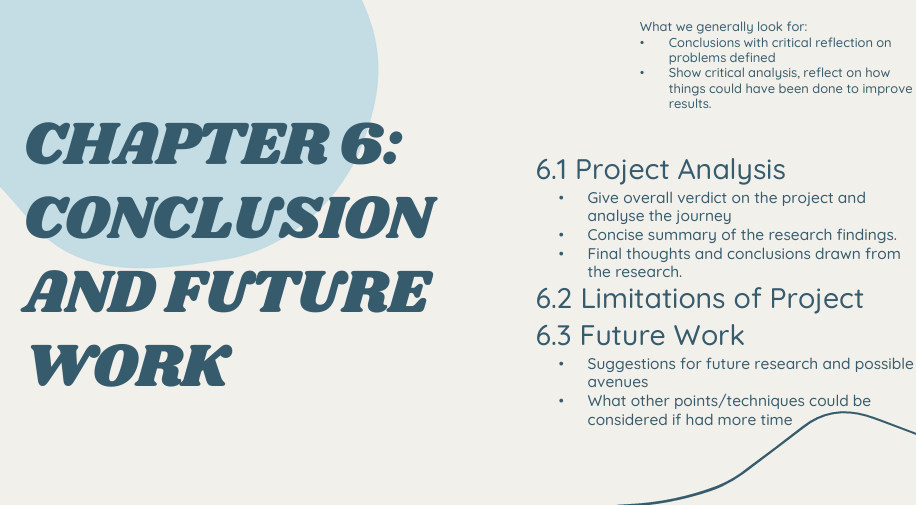 CHAPTER 6:
CONCLUSION
AND FUTURE
WORK
What we generally look for:
• Conclusions with critical reflection on
problems defined
• Show critical analysis, reflect on how
things could have been done to improve
results.
6.1 Project Analysis
• Give overall verdict on the project and
analyse the journey
• Concise summary of the research findings.
• Final thoughts and conclusions drawn from
the research.
6.2 Limitations of Project
6.3 Future Work
• Suggestions for future research and possible
avenues
• What other points/techniques could be
considered if had more time